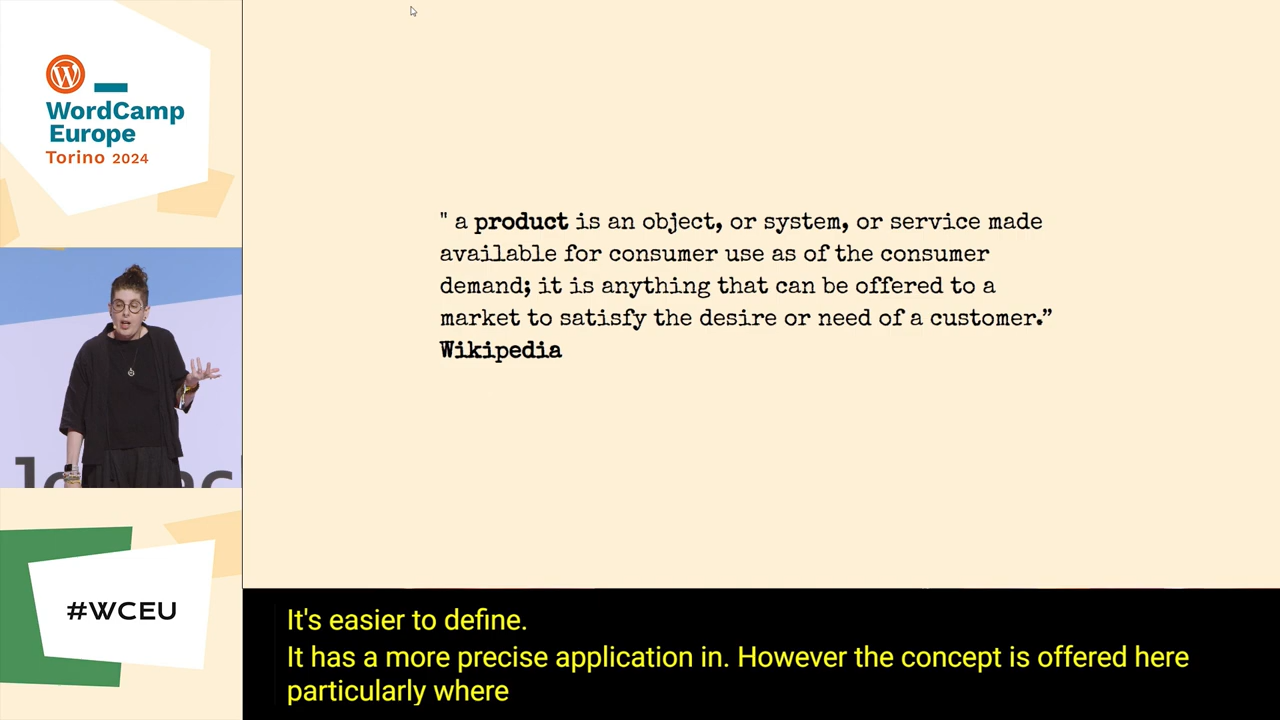 WordCamp
Europe
Torino 2024
" a product is an object, or system, or service made
available for consumer use as of the consumer
demand; it is anything that can be offered to a
market to satisfy the desire or need of a customer.”
Wikipedia
#WCEU
It's easier to define.
It has a more precise application in. However the concept is offered here
particularly where